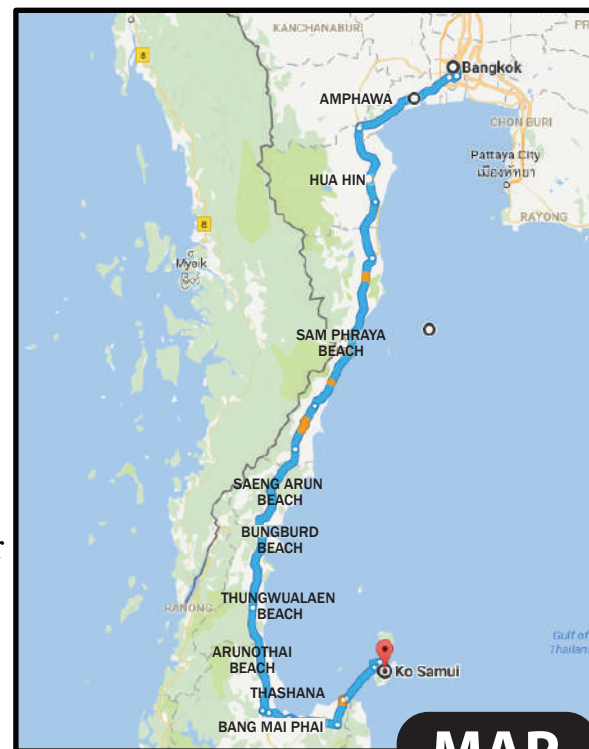 KANCHANABURI
8
Bangkok
AMPHAWA
CHON BURI
Pattaya City
เมืองพัทยา
HUA HIN
RAYONG
8
Myeik
SAM PHRAYA
BEACH
SAENG ARUN
BEACH
BUNGBURD
BEACH
THUNGWUALAEN
BEACH
RANONG
ARUNOTHAI
BEACH
Gulf of
Thailand
Ko Samui
THASHANA
BANG MAI PHAI
MAP